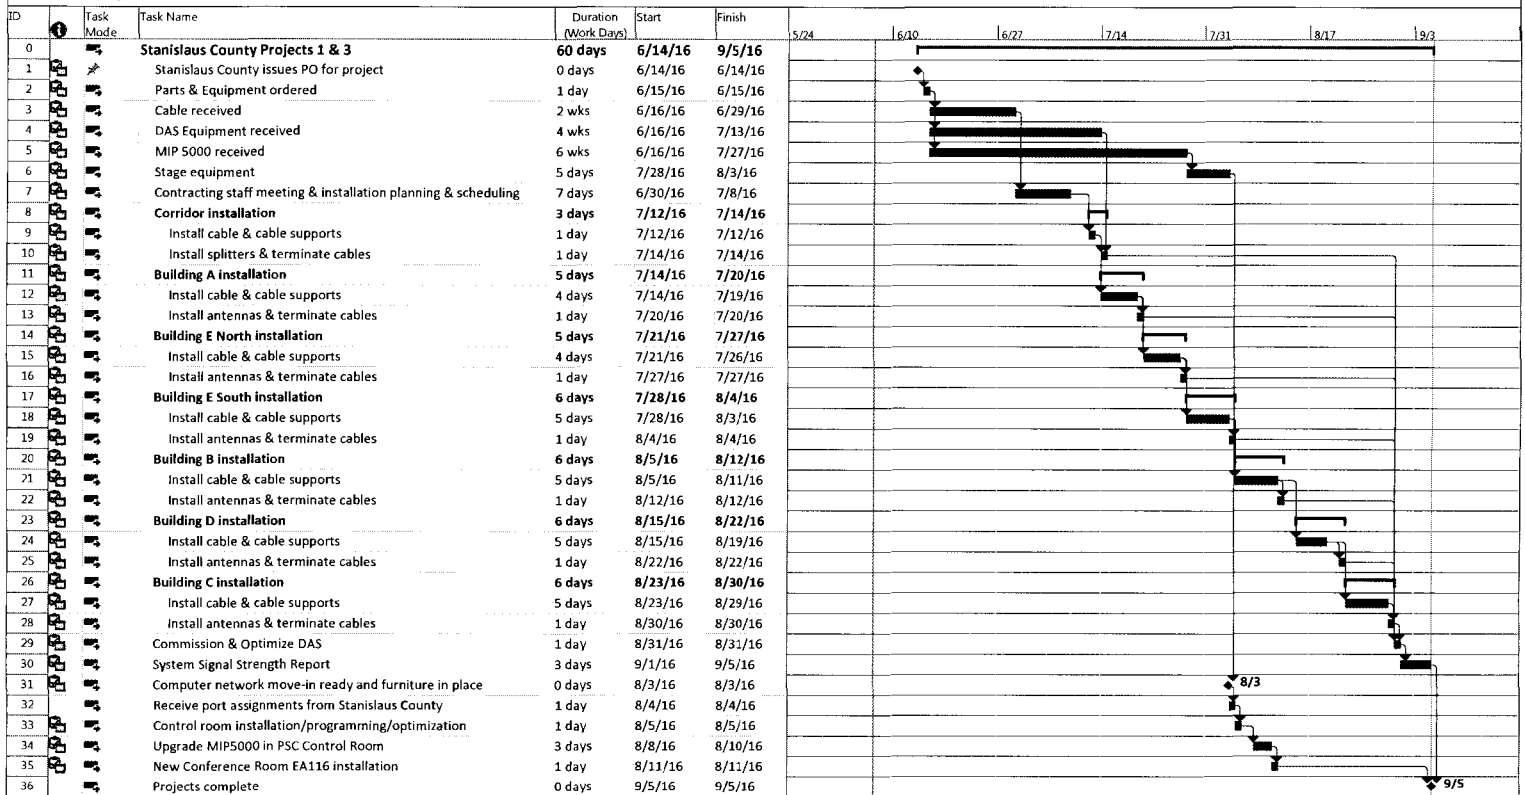 ID Task Mode Task Name Duration (Work Days) Start Finish 5/24 6/10 6/27 7/14 7/31 8/17 9/3
0 Stanislaus County Projects 1 & 3 60 days 6/14/16 9/5/16
1 Stanislaus County issues PO for project 0 days 6/14/16 6/14/16
2 Parts & Equipment ordered 1 day 6/15/16 6/15/16
3 Cable received 2 wks 6/16/16 6/29/16
4 DAS Equipment received 4 wks 6/16/16 7/13/16
5 MIP 5000 received 6 wks 6/16/16 7/27/16
6 Stage equipment 5 days 7/28/16 8/3/16
7 Contracting staff meeting & installation planning & scheduling 7 days 6/30/16 7/8/16
8 Corridor installation 3 days 7/12/16 7/14/16
9 Install cable & cable supports 1 day 7/12/16 7/12/16
10 Install splitters & terminate cables 1 day 7/14/16 7/14/16
11 Building A installation 5 days 7/14/16 7/20/16
12 Install cable & cable supports 4 days 7/14/16 7/19/16
13 Install antennas & terminate cables 1 day 7/20/16 7/20/16
14 Building E North installation 5 days 7/21/16 7/27/16
15 Install cable & cable supports 4 days 7/21/16 7/26/16
16 Install antennas & terminate cables 1 day 7/27/16 7/27/16
17 Building E South installation 6 days 7/28/16 8/4/16
18 Install cable & cable supports 5 days 7/28/16 8/3/16
19 Install antennas & terminate cables 1 day 8/4/16 8/4/16
20 Building B installation 6 days 8/5/16 8/12/16
21 Install cable & cable supports 5 days 8/5/16 8/11/16
22 Install antennas & terminate cables 1 day 8/12/16 8/12/16
23 Building D installation 6 days 8/15/16 8/22/16
24 Install cable & cable supports 5 days 8/15/16 8/19/16
25 Install antennas & terminate cables 1 day 8/22/16 8/22/16
26 Building C installation 6 days 8/23/16 8/30/16
27 Install cable & cable supports 5 days 8/23/16 8/29/16
28 Install antennas & terminate cables 1 day 8/30/16 8/30/16
29 Commission & Optimize DAS 1 day 8/31/16 8/31/16
30 System Signal Strength Report 3 days 9/1/16 9/5/16
31 Computer network move-in ready and furniture in place 0 days 8/3/16 8/3/16 8/3
32 Receive port assignments from Stanislaus County 1 day 8/4/16 8/4/16
33 Control room installation/programming/optimization 1 day 8/5/16 8/5/16
34 Upgrade MIP5000 in PSC Control Room 3 days 8/8/16 8/10/16
35 New Conference Room EA116 installation 1 day 8/11/16 8/11/16
36 Projects complete 0 days 9/5/16 9/5/16 9/5